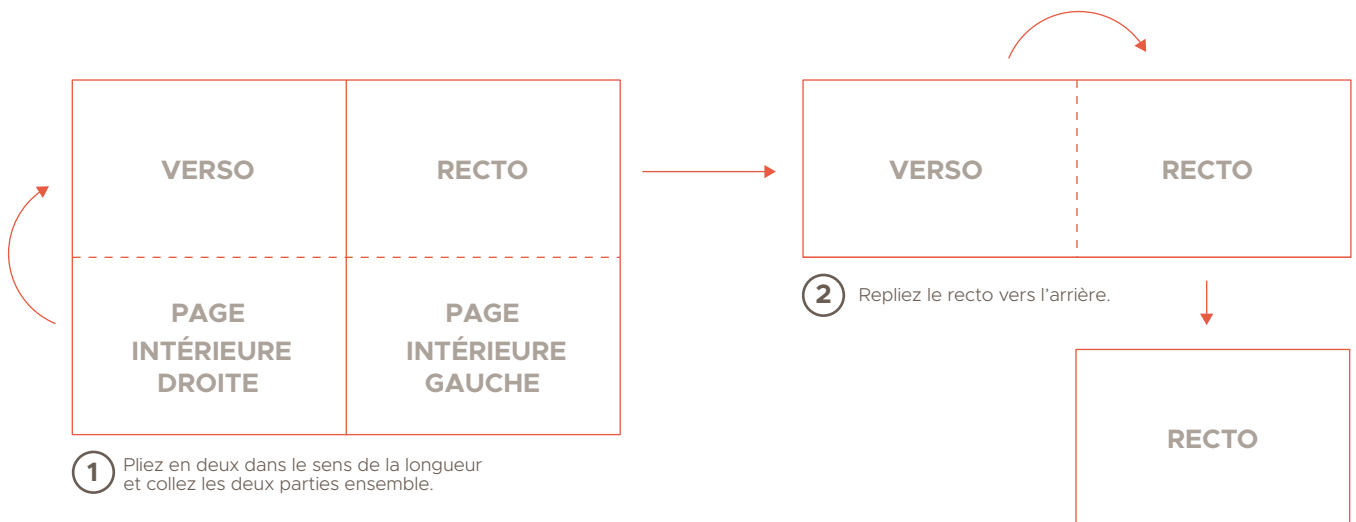 VERSO
RECTO
PAGE
INTÉRIEURE
DROITE
PAGE
INTÉRIEURE
GAUCHE
1
Pliez en deux dans le sens de la longueur
et collez les deux parties ensemble.
VERSO
RECTO
2
Repliez le recto vers l’arrière.
RECTO